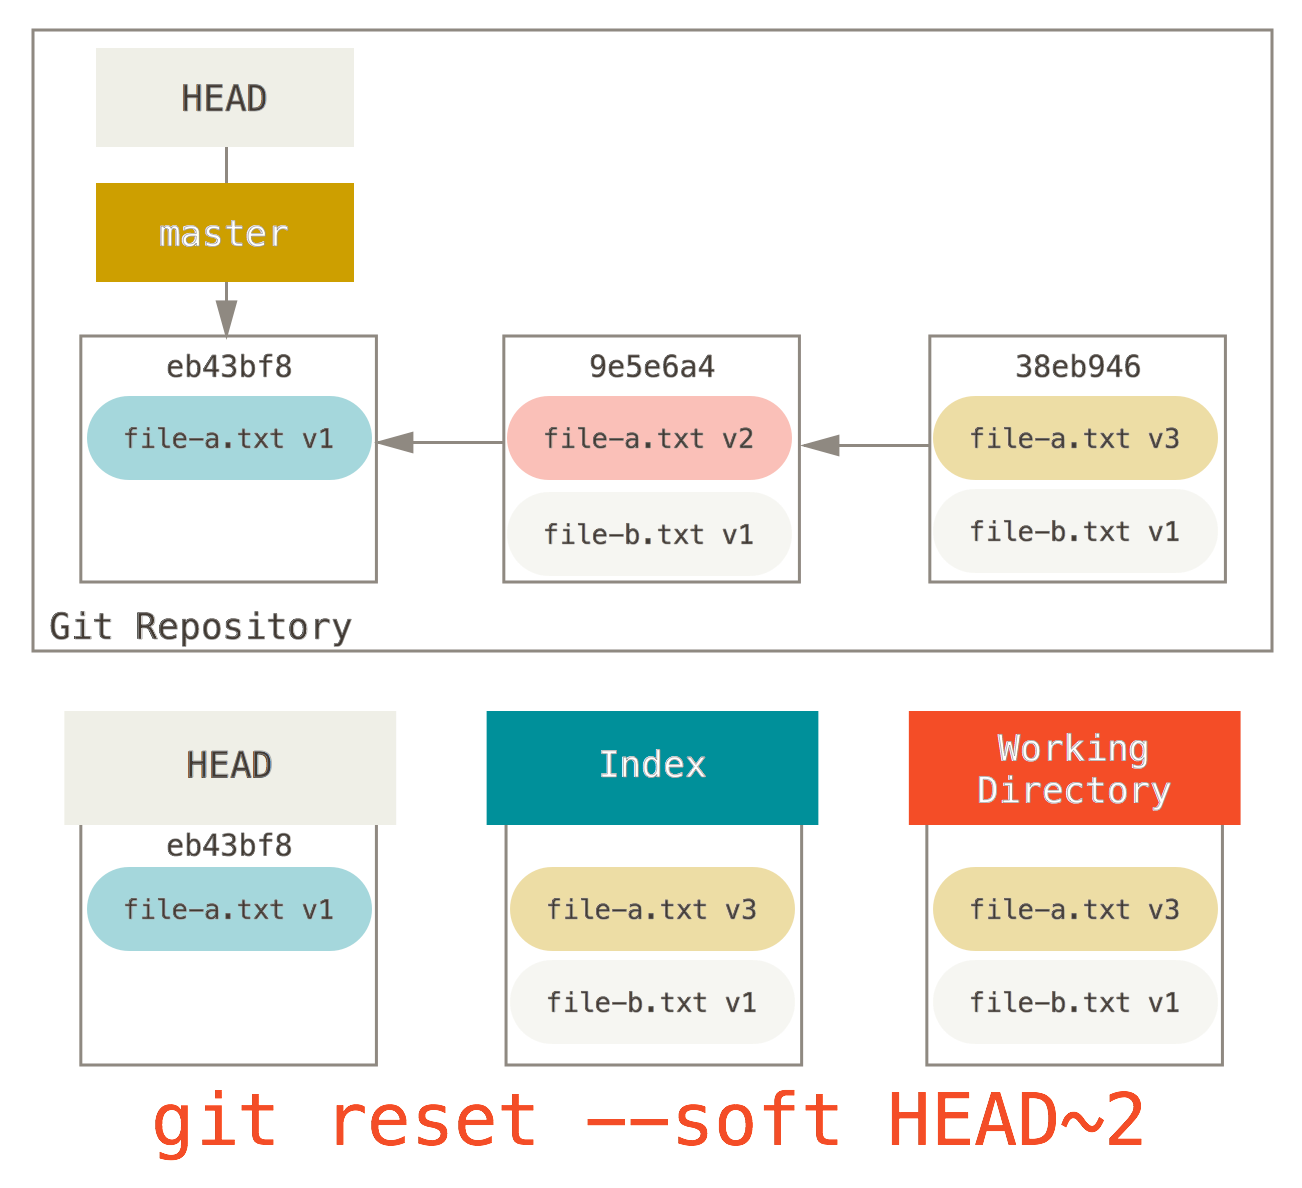 HEAD
master
eb43bf8
9e5e6a4
38eb946
file-a.txt v1
file-a.txt v2
file-a.txt v3
file-b.txt v1
file-b.txt v1
Git Repository
HEAD
Index
Working
Directory
eb43bf8
file-a.txt v1
file-a.txt v3
file-a.txt v3
file-b.txt v1
file-b.txt v1
git reset --soft HEAD~2